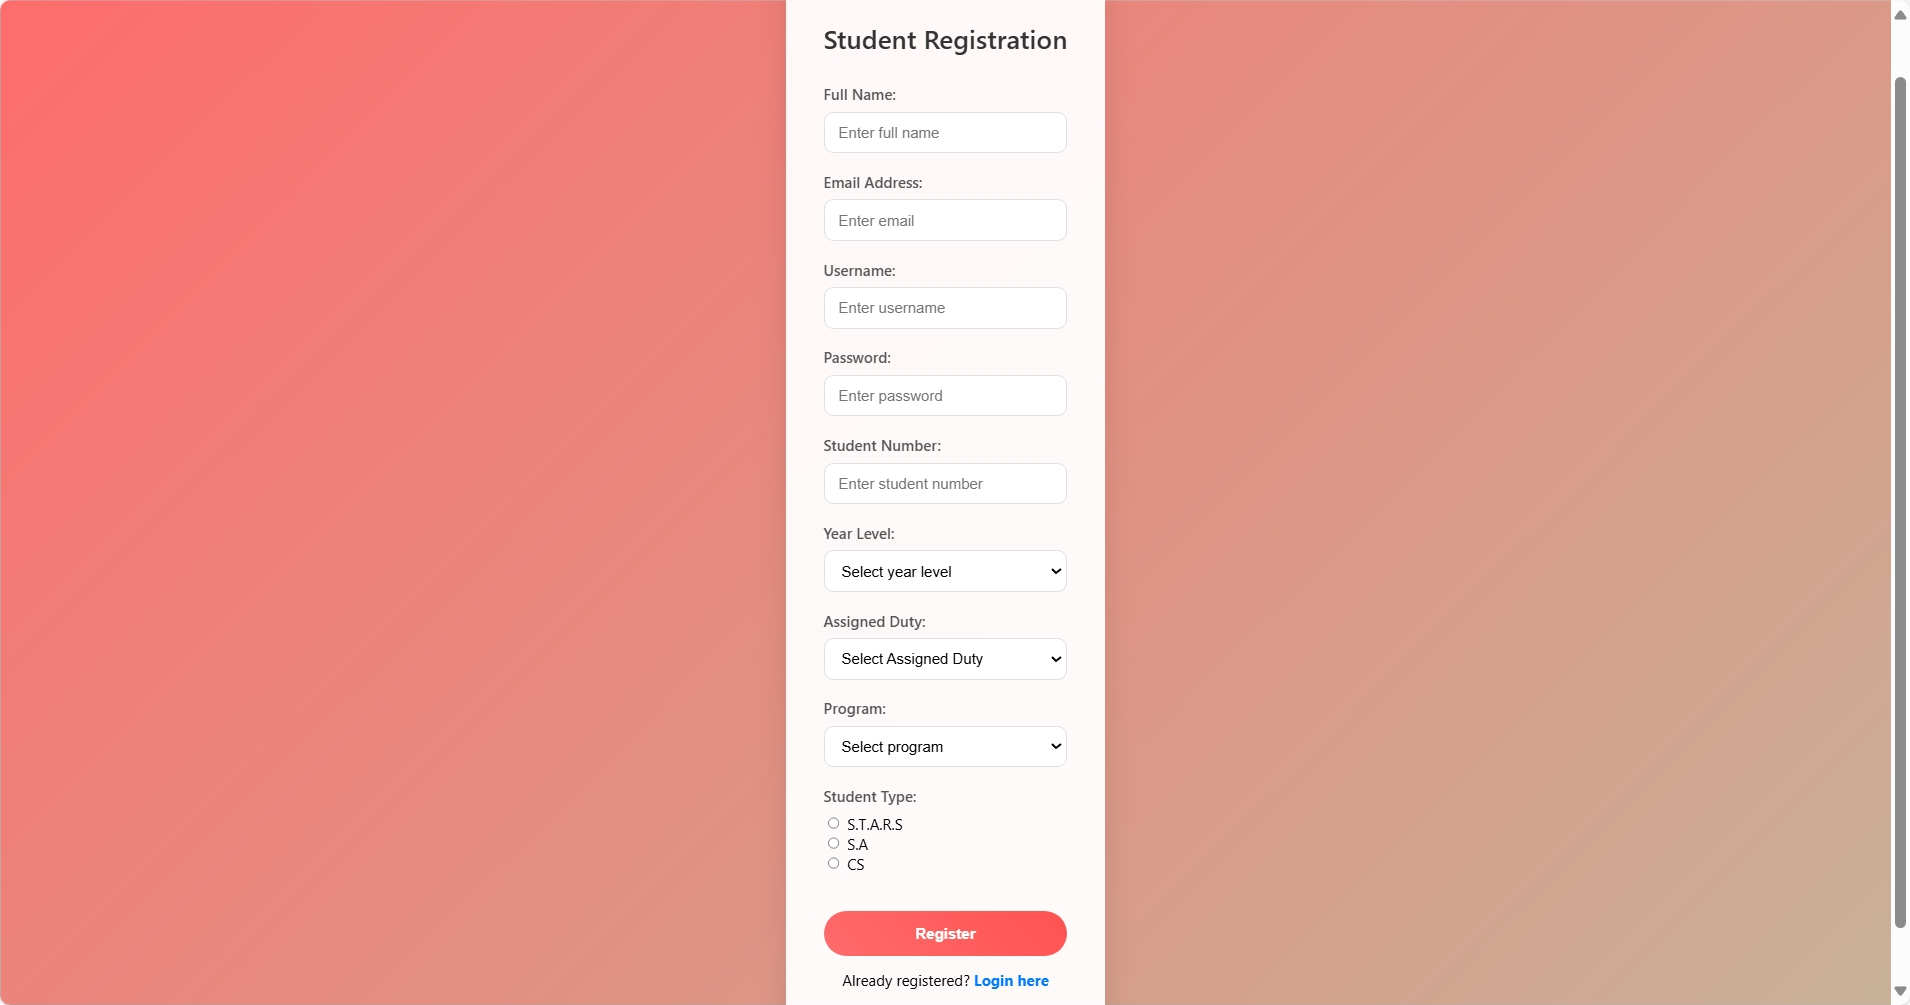 Student Registration
Full Name:
Enter full name
Email Address:
Enter email
Username:
Enter username
Password:
Enter password
Student Number:
Enter student number
Year Level:
Select year level
Assigned Duty:
Select Assigned Duty
Program:
Select program
Student Type:
S.T.A.R.S
S.A
CS
Register
Already registered? Login here